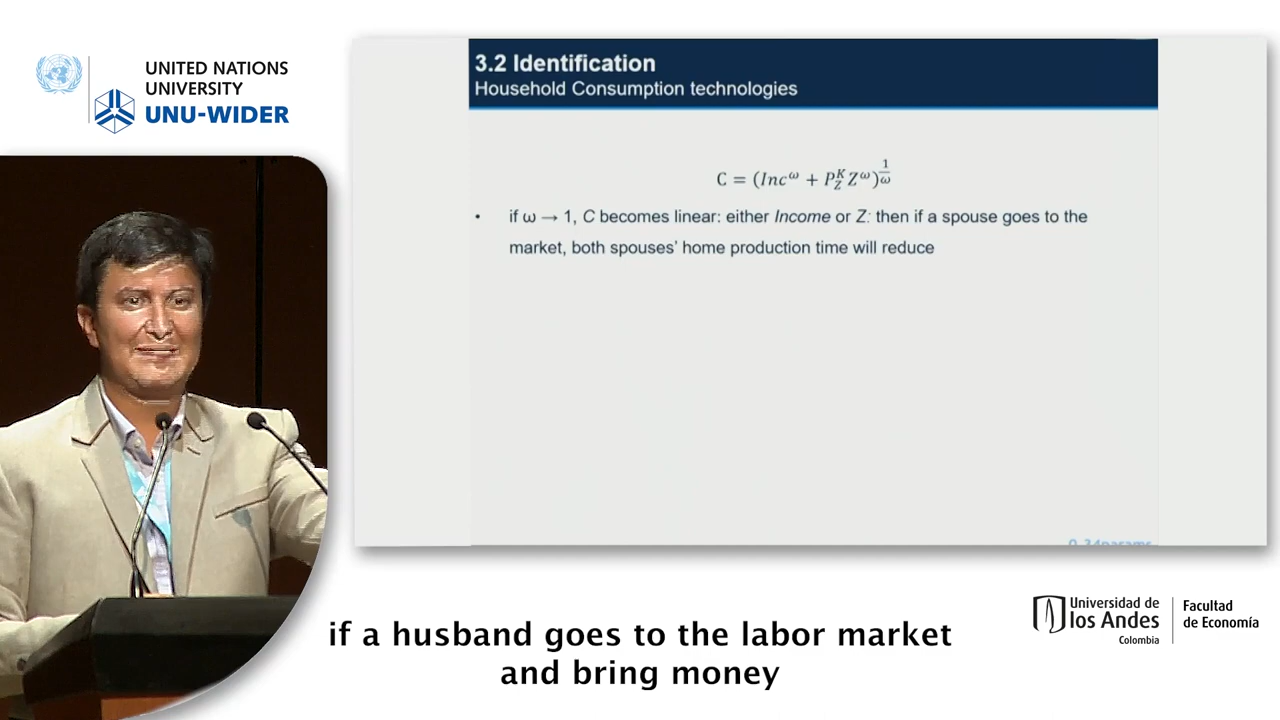 UNITED NATIONS
UNIVERSITY
UNU-WIDER
3.2 Identification
Household Consumption technologies
C = (Inc^ω + P_Z^K Z^ω)^{1/ω}
• if ω → 1, C becomes linear: either Income or Z: then if a spouse goes to the
market, both spouses' home production time will reduce
if a husband goes to the labor market
and bring money
Universidad de
los Andes
Colombia
Facultad
de Economía